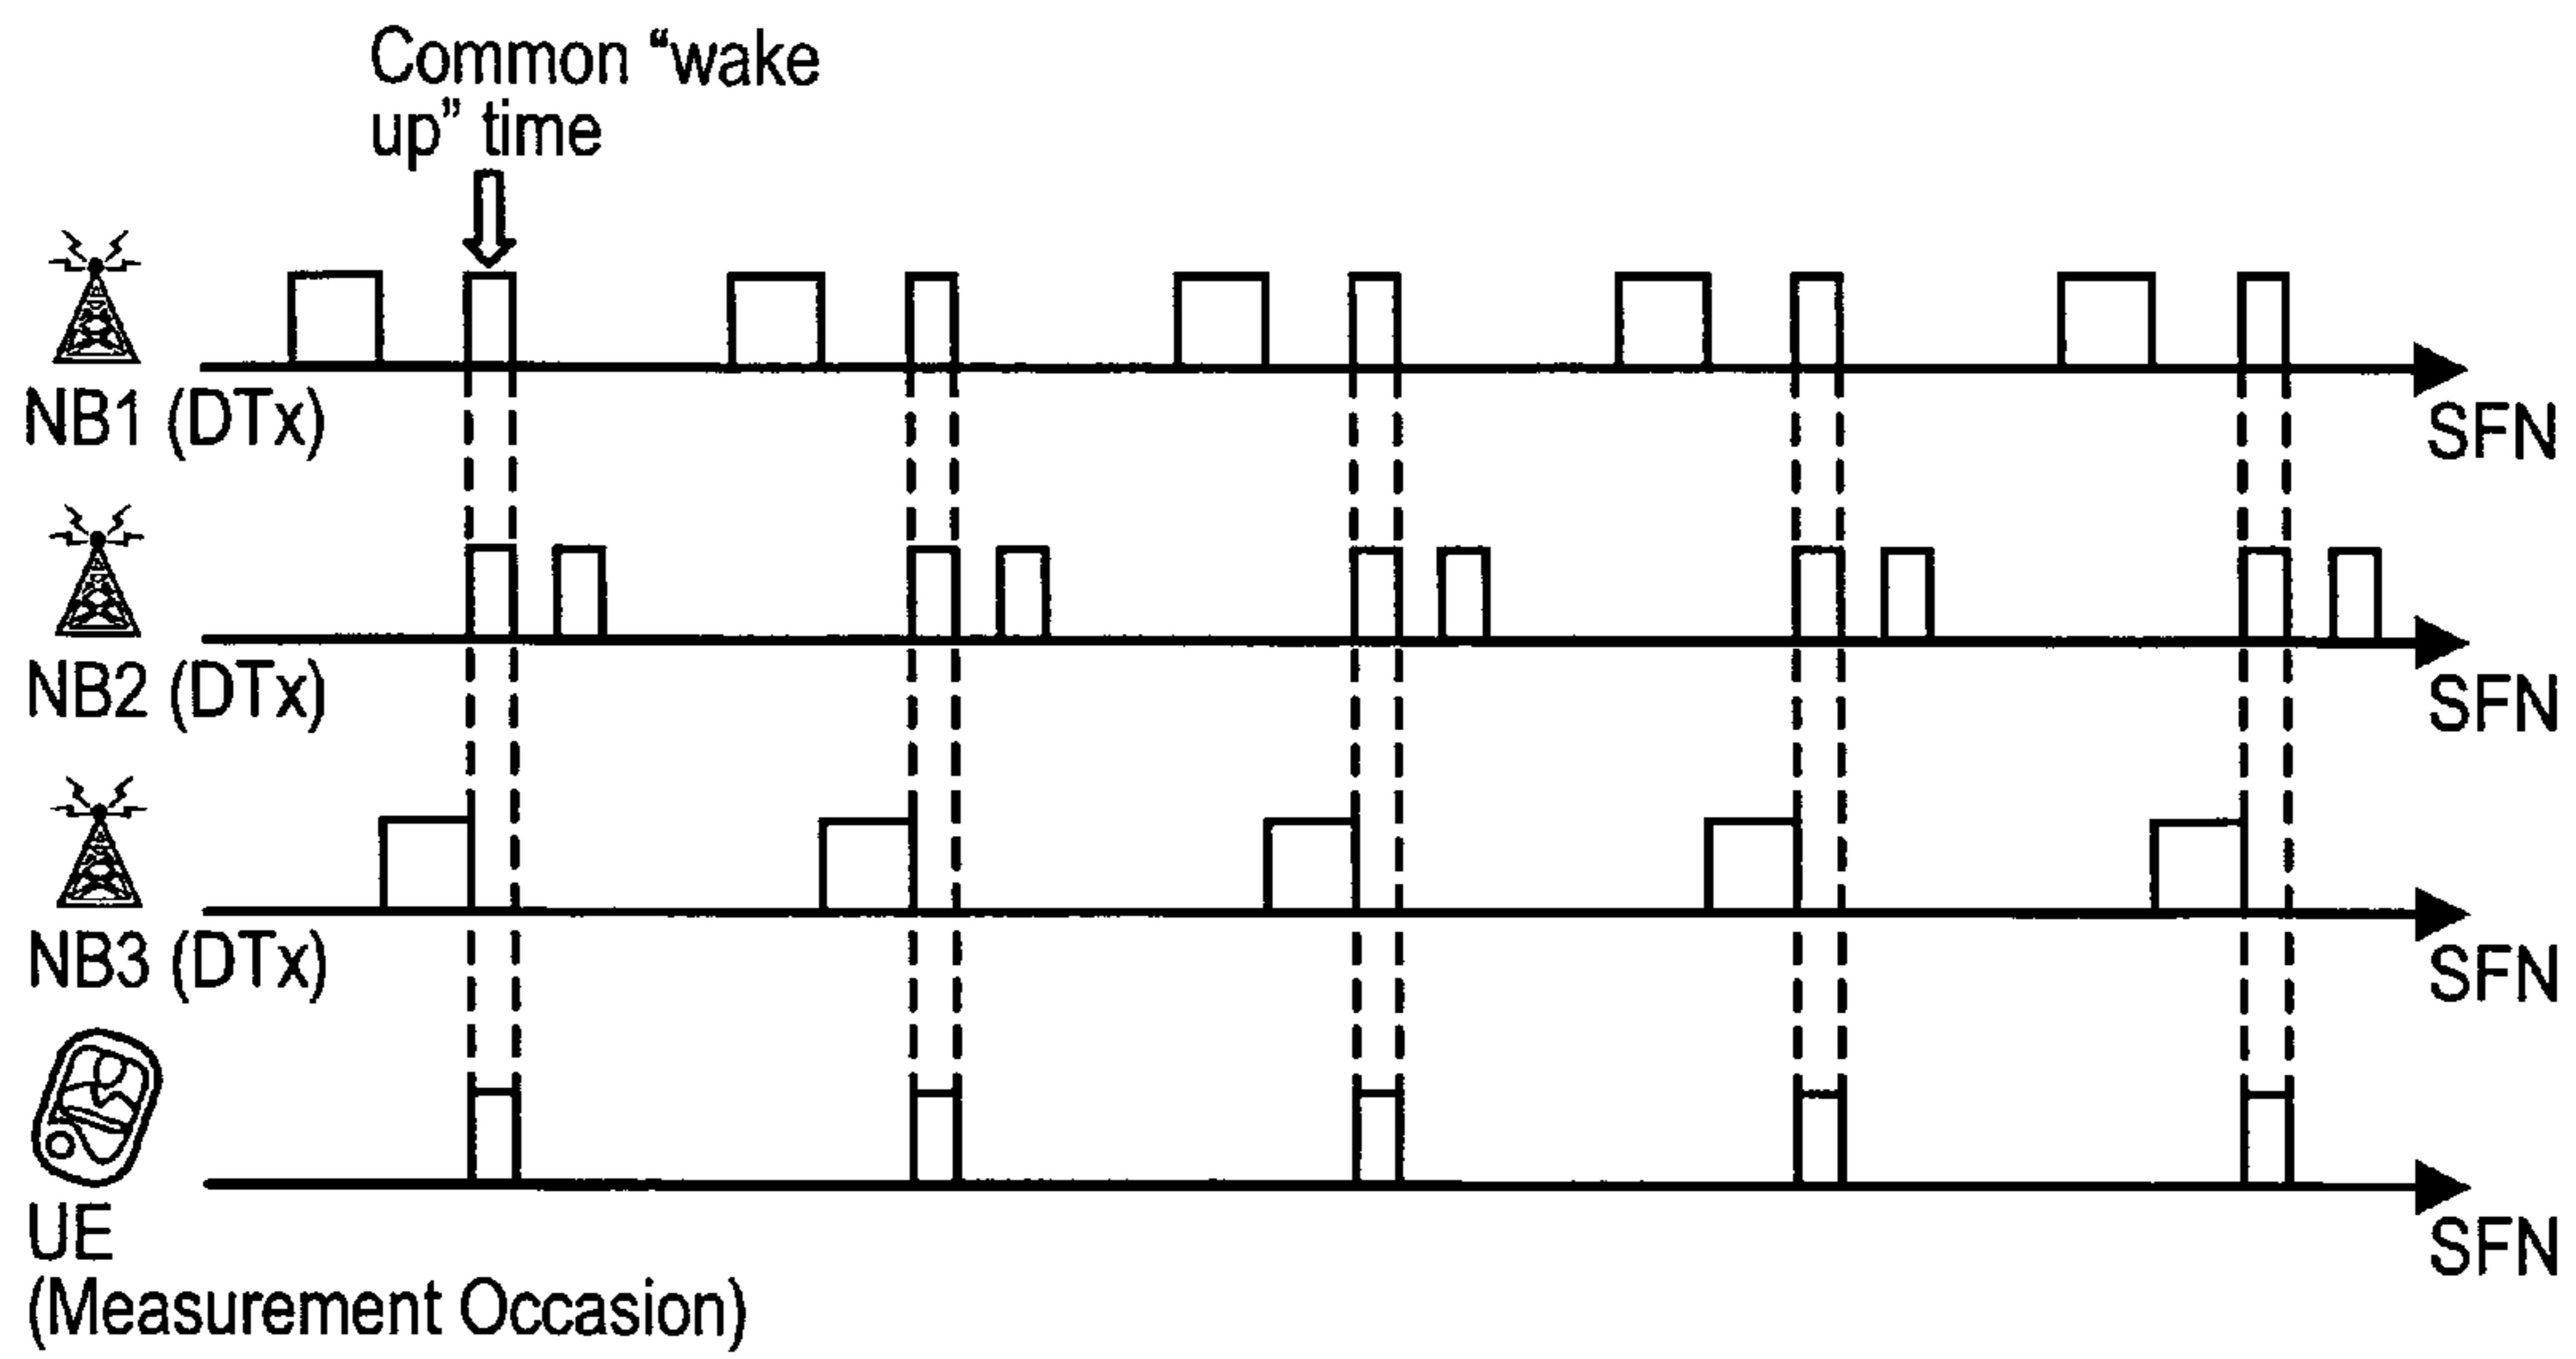 Common “wake
up” time
NB1 (DTx)
SFN
NB2 (DTx)
SFN
NB3 (DTx)
SFN
UE
(Measurement Occasion)
SFN